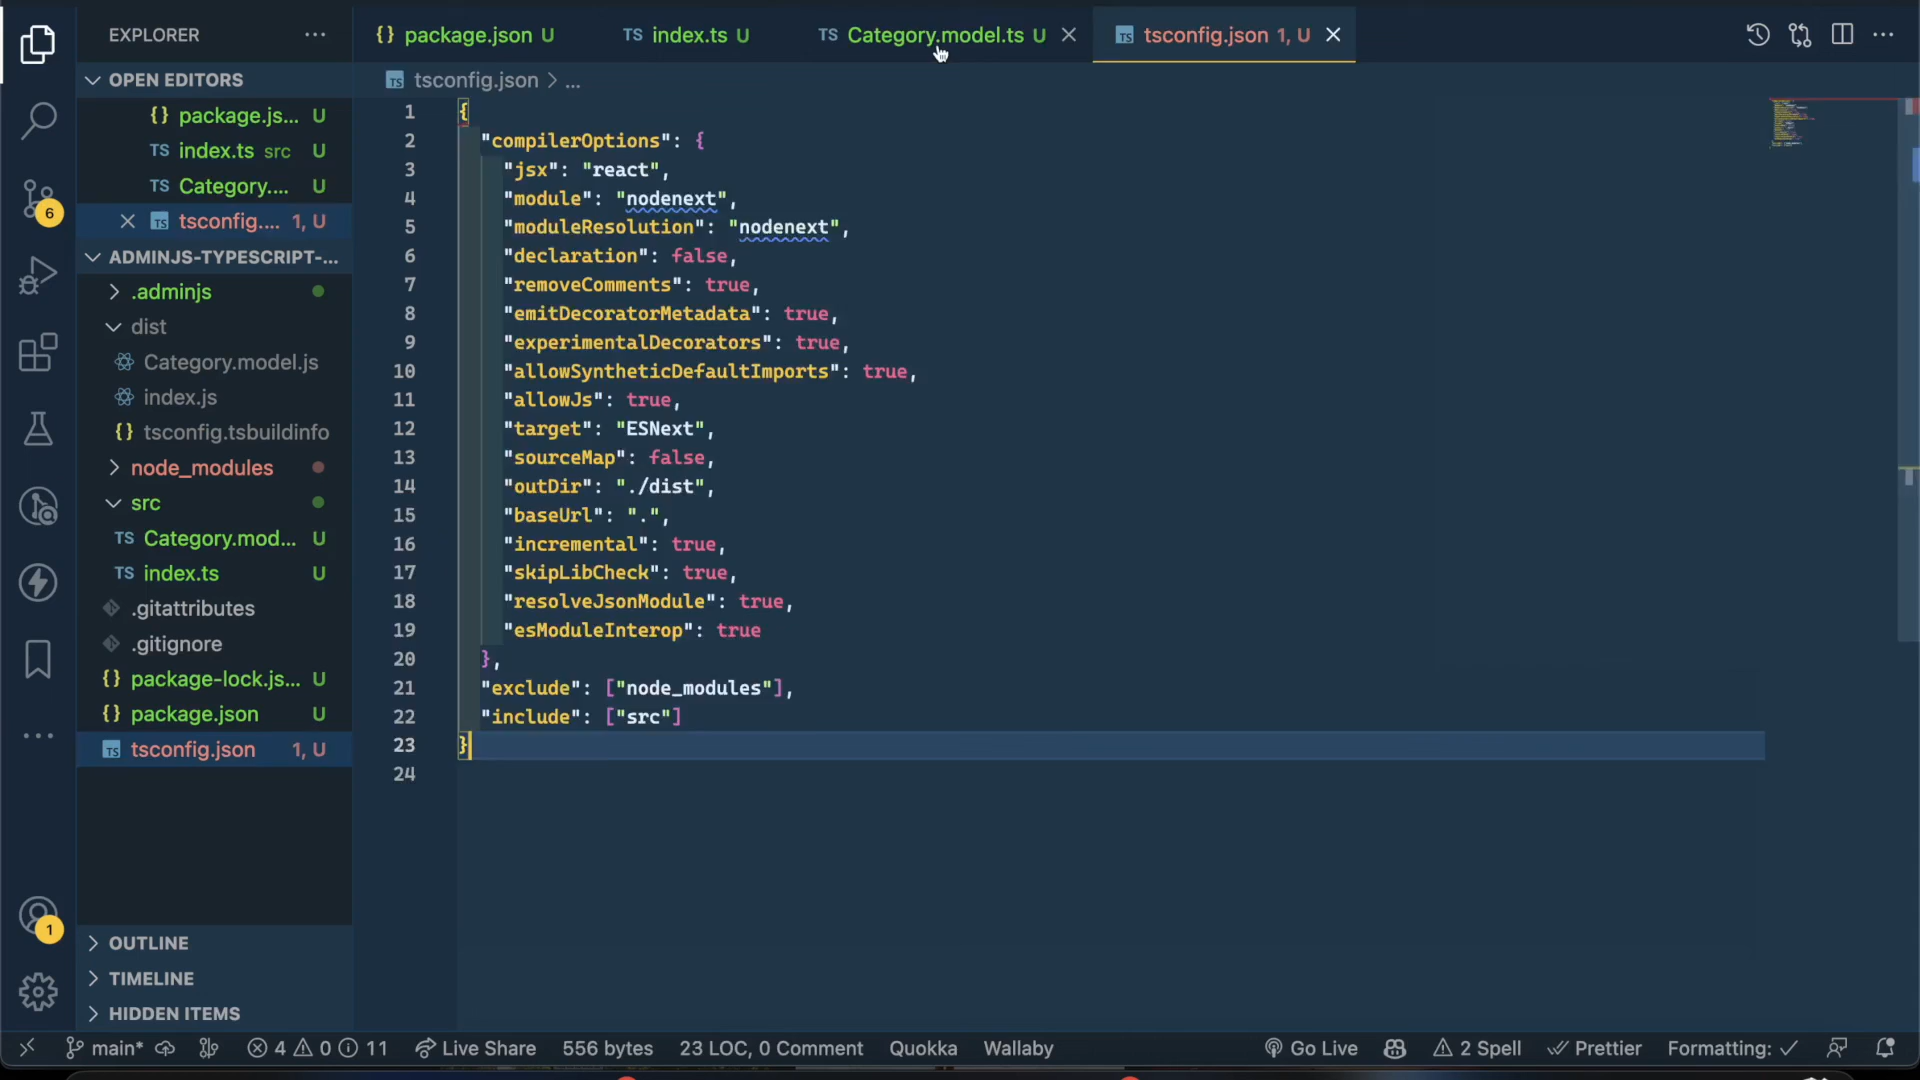 EXPLORER
OPEN EDITORS
{} package.js... U
TS index.ts src U
TS Category.... U
TS tsconfig.... 1, U
ADMINJS-TYPESCRIPT-...
.adminjs
dist
Category.model.js
index.js
{} tsconfig.tsbuildinfo
node_modules
src
TS Category.mod... U
TS index.ts U
.gitattributes
.gitignore
{} package-lock.js... U
{} package.json U
TS tsconfig.json 1, U
OUTLINE
TIMELINE
HIDDEN ITEMS
6
1
{} package.json U
TS index.ts U
TS Category.model.ts U
TS tsconfig.json 1, U
TS tsconfig.json > ...
1 {
2 "compilerOptions": {
3 "jsx": "react",
4 "module": "nodenext",
5 "moduleResolution": "nodenext",
6 "declaration": false,
7 "removeComments": true,
8 "emitDecoratorMetadata": true,
9 "experimentalDecorators": true,
10 "allowSyntheticDefaultImports": true,
11 "allowJs": true,
12 "target": "ESNext",
13 "sourceMap": false,
14 "outDir": "./dist",
15 "baseUrl": ".",
16 "incremental": true,
17 "skipLibCheck": true,
18 "resolveJsonModule": true,
19 "esModuleInterop": true
20 },
21 "exclude": ["node_modules"],
22 "include": ["src"]
23 }
24
main* 4 0 11 Live Share 556 bytes 23 LOC, 0 Comment Quokka Wallaby Go Live 2 Spell Prettier Formatting: ✓